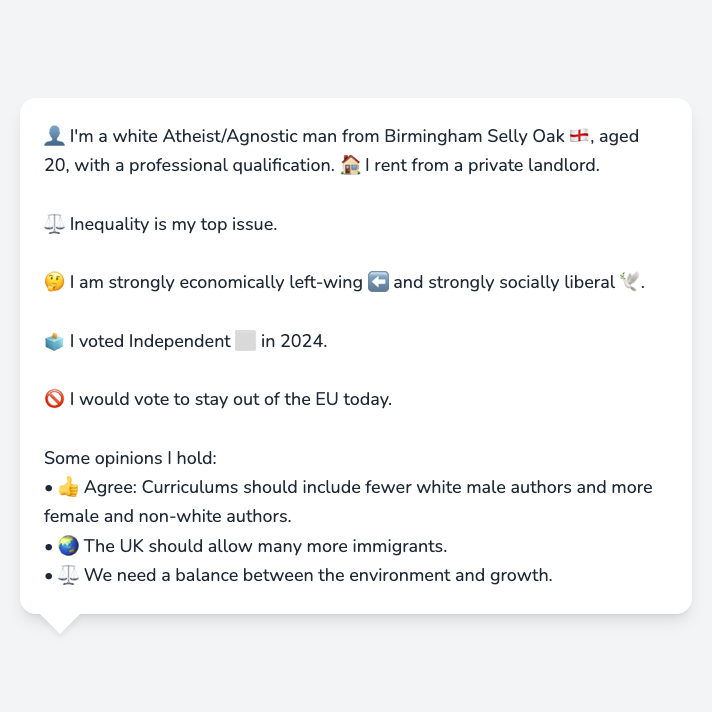 👤 I'm a white Atheist/Agnostic man from Birmingham Selly Oak 🏴󠁧󠁢󠁥󠁮󠁧󠁿, aged
20, with a professional qualification. 🏠 I rent from a private landlord.
⚖️ Inequality is my top issue.
🤔 I am strongly economically left-wing ⬅️ and strongly socially liberal 🕊️.
🗳️ I voted Independent ⬜ in 2024.
🚫 I would vote to stay out of the EU today.
Some opinions I hold:
• 👍 Agree: Curriculums should include fewer white male authors and more
female and non-white authors.
• 🌏 The UK should allow many more immigrants.
• ⚖️ We need a balance between the environment and growth.